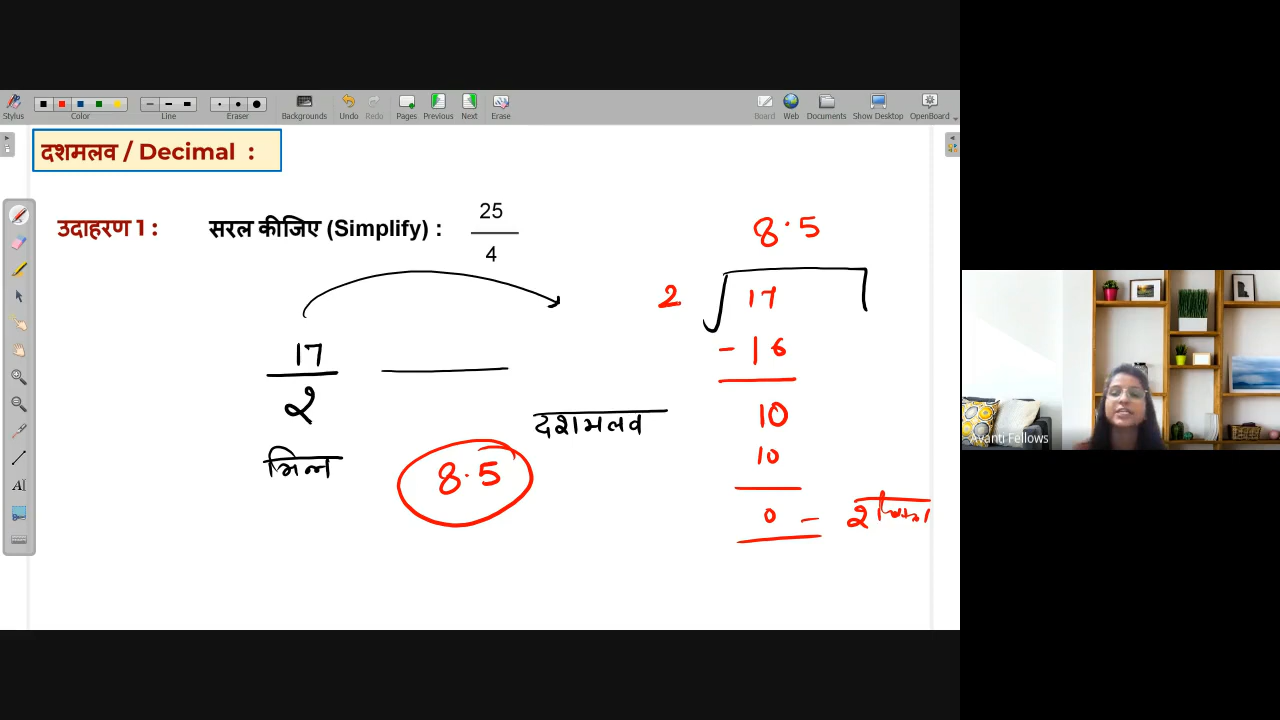 Stylus
Color
Line
Eraser
Backgrounds
Undo
Redo
Pages
Previous
Next
Erase
Board
Web
Documents
Show Desktop
OpenBoard
दशमलव / Decimal :
उदाहरण 1 :
सरल कीजिए (Simplify) :
25
4
17
2
भिन्न
दशमलव
8.5
8.5
2
17
- 16
10
10
0 -
Avanti Fellows